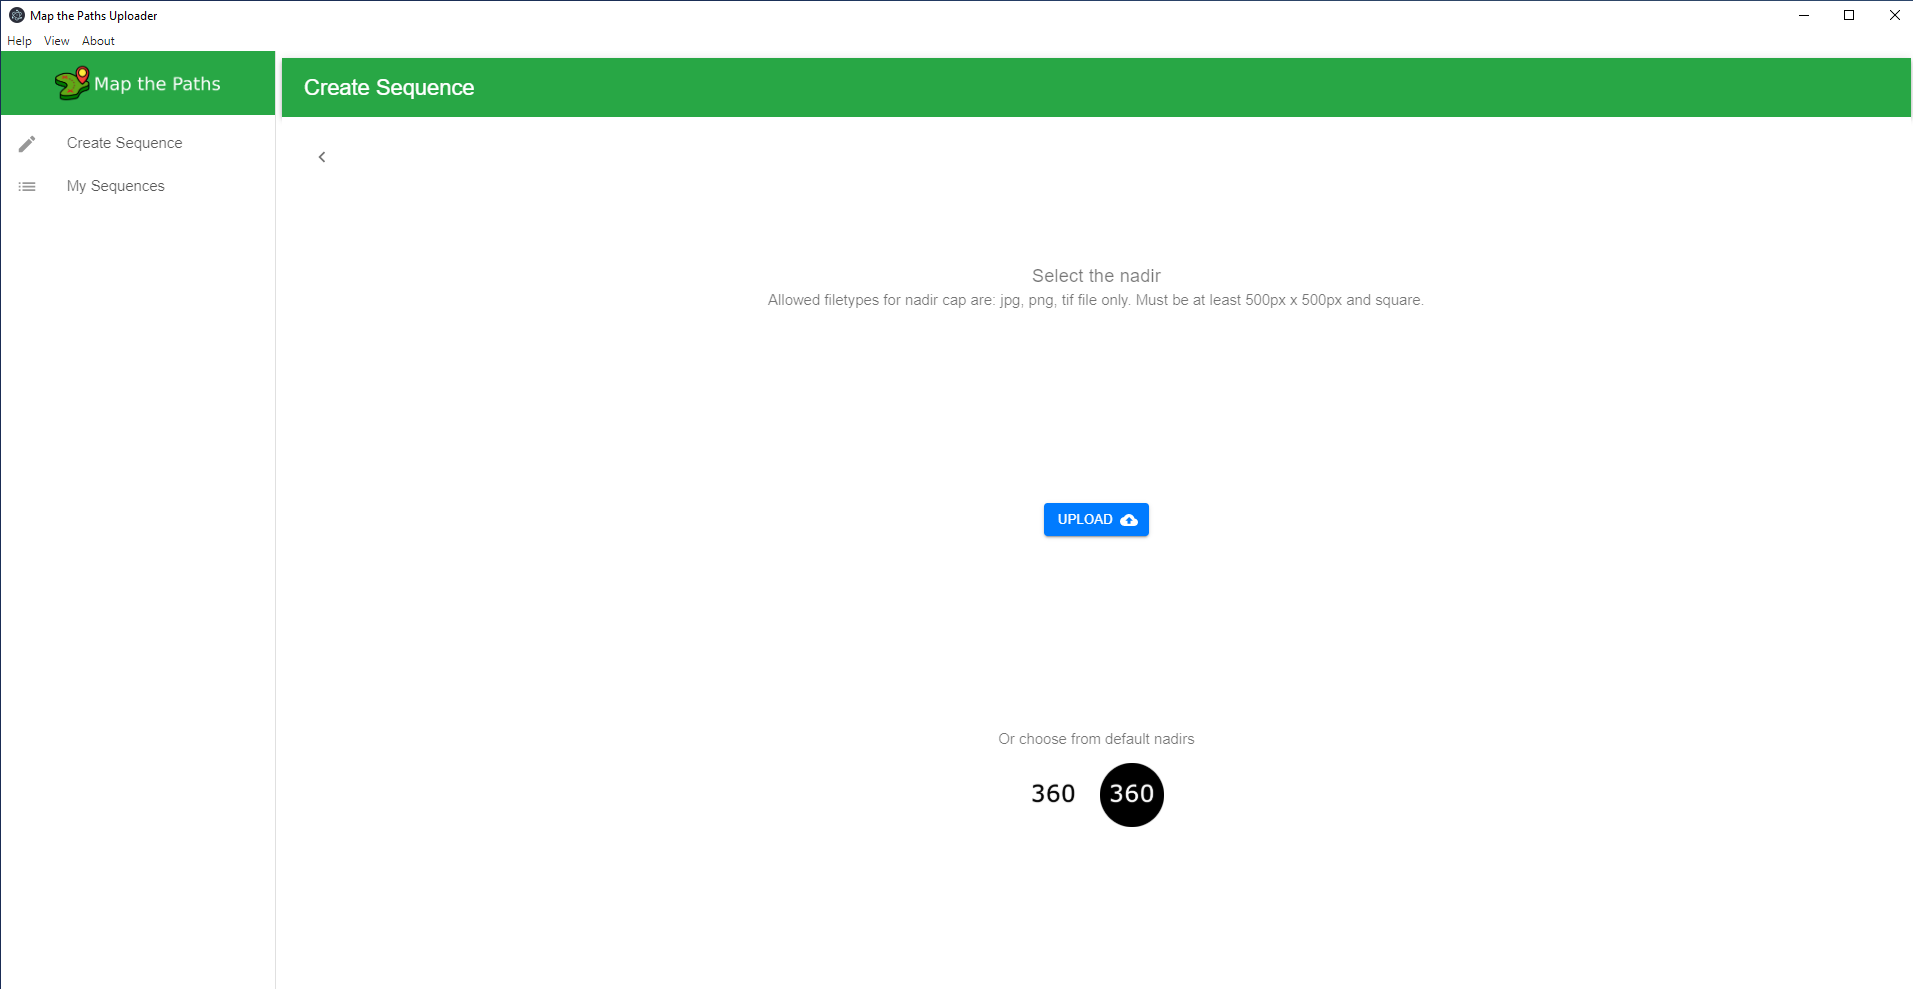 Map the Paths Uploader
Help View About
Map the Paths
Create Sequence
Create Sequence
My Sequences
Select the nadir
Allowed filetypes for nadir cap are: jpg, png, tif file only. Must be at least 500px x 500px and square.
UPLOAD
Or choose from default nadirs
360 360